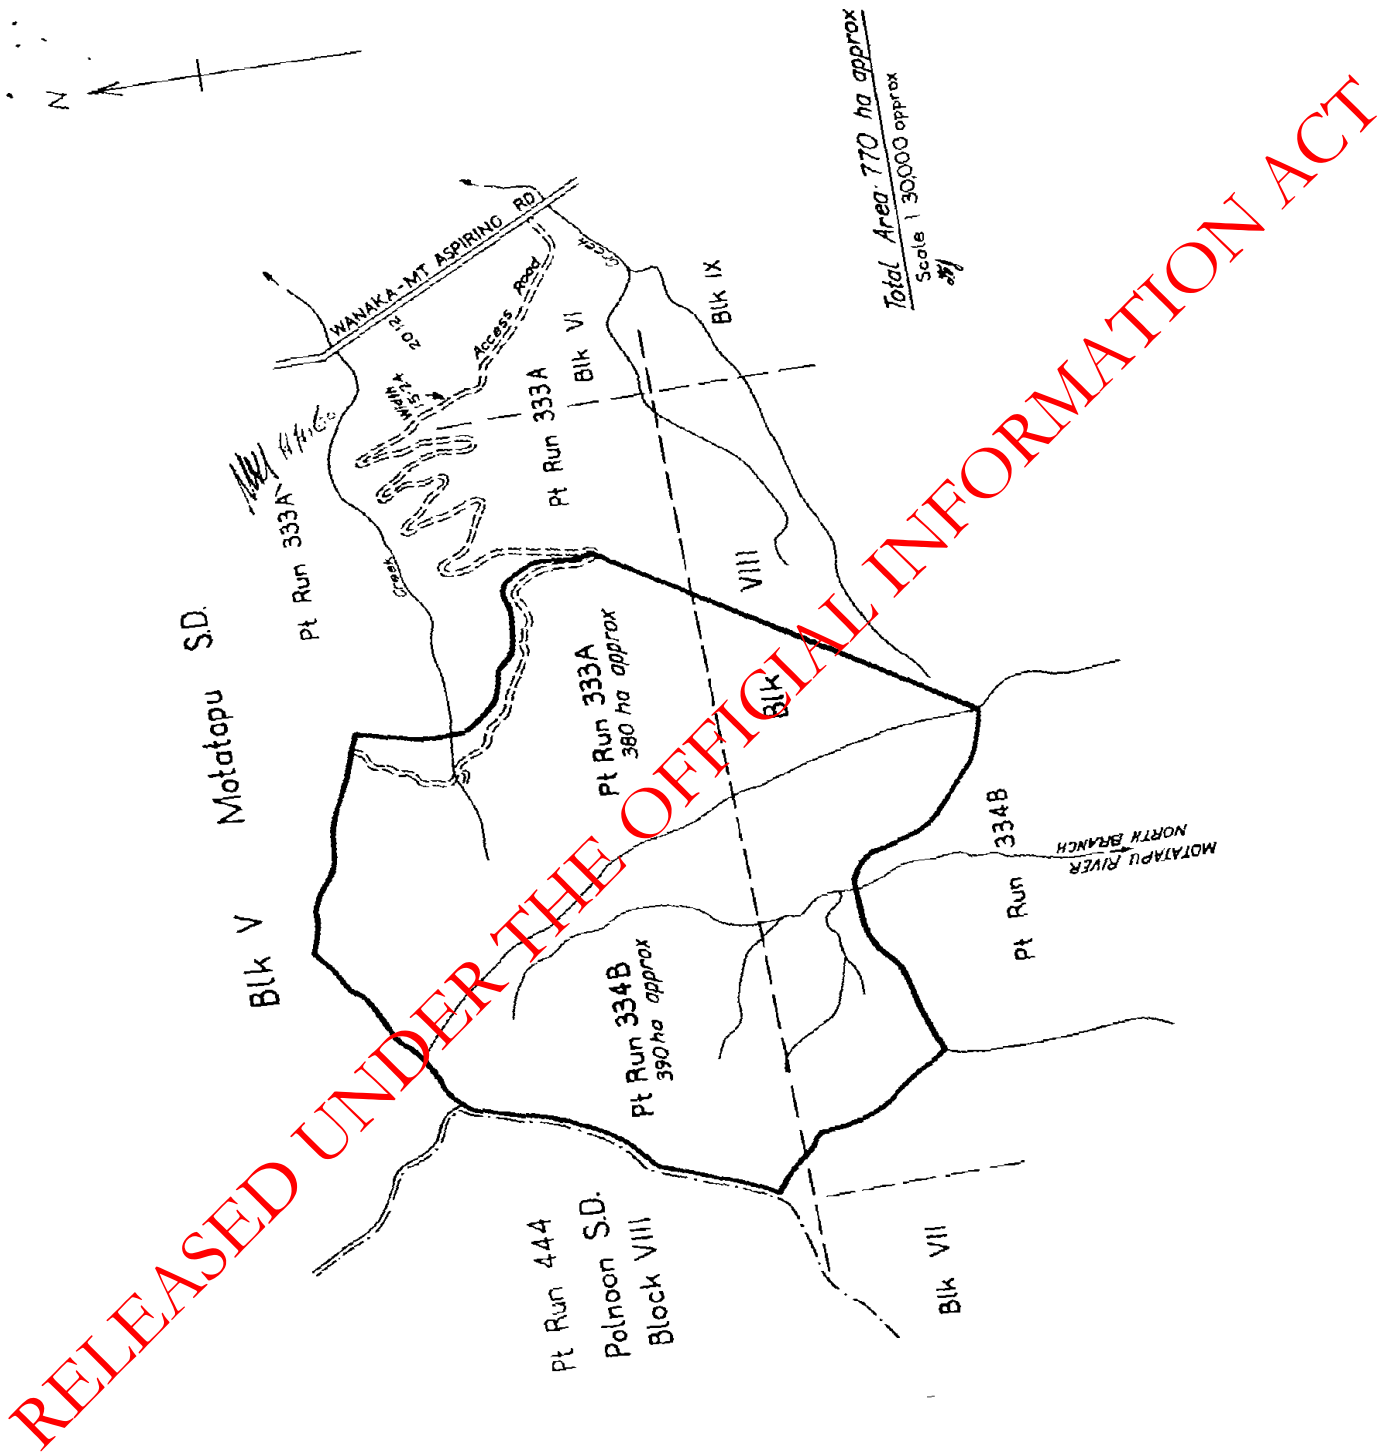 N
Total Area: 770 ha approx
Scale 1 30,000 approx
WANAKA-MT ASPIRING RD
20 12
Access Road
Width
15-24
Creek
Blk IX
Pt Run 333A
Blk VI
Pt Run 333A
Creek
Motatapu S.D.
Blk V
VIII
Blk
Pt Run 333A
380 ha approx
Pt Run 334B
390 ha approx
Pt Run 334B
MOTATAPU RIVER
NORTH BRANCH
Pt Run 444
Polnoon S.D.
Block VIII
Blk VII
RELEASED UNDER THE OFFICIAL INFORMATION ACT